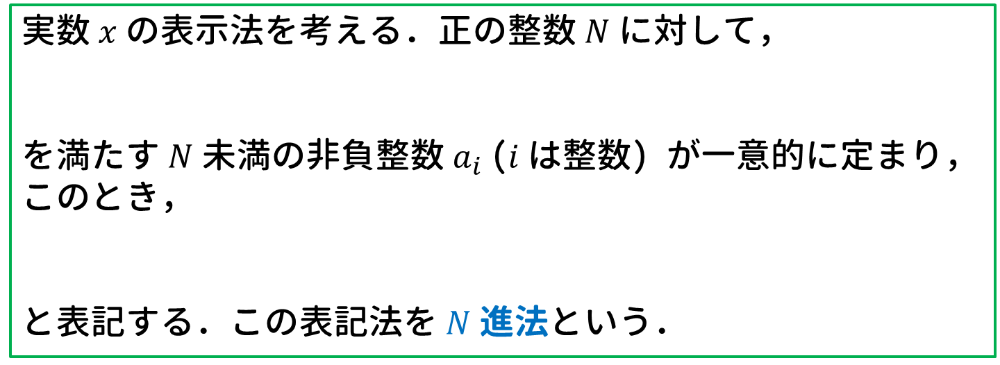 実数 x の表示法を考える．正の整数 N に対して，
を満たす N 未満の非負整数 aᵢ (i は整数) が一意的に定まり，
このとき，
と表記する．この表記法を N 進法という．